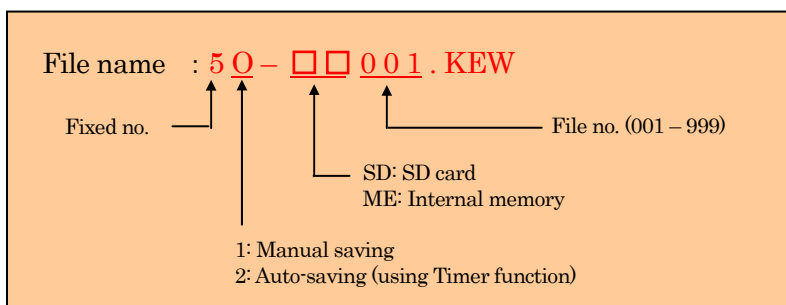 File name : 5 O – □□ 0 0 1 . KEW
Fixed no.
File no. (001 – 999)
SD: SD card
ME: Internal memory
1: Manual saving
2: Auto-saving (using Timer function)